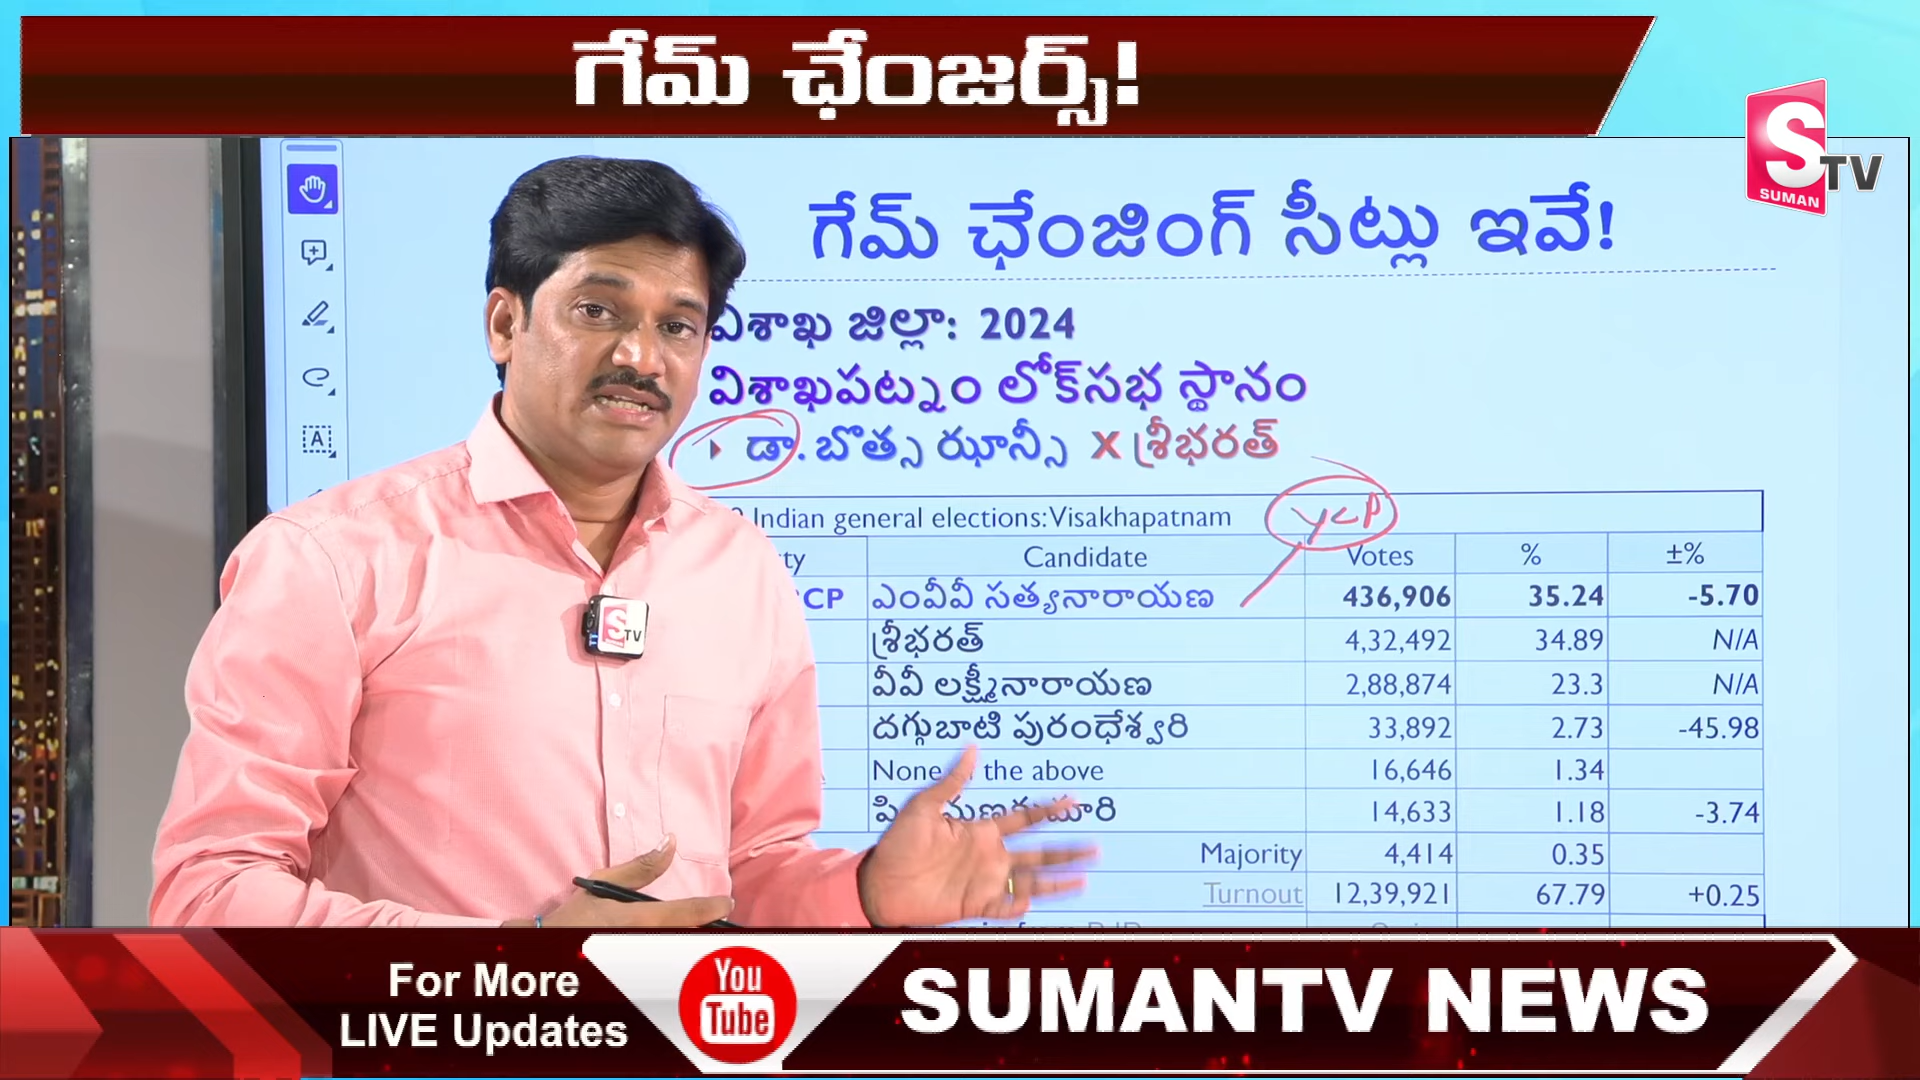 గేమ్ ఛేంజర్స్!
S TV
SUMAN
గేమ్ ఛేంజింగ్ సీట్లు ఇవే!
విశాఖ జిల్లా: 2024
విశాఖపట్నం లోక్‌సభ స్థానం
డా. బొత్స ఝాన్సీ X శ్రీభరత్
Indian general elections: Visakhapatnam
YCP
Candidate Votes % ±%
ఎంవీవీ సత్యనారాయణ 436,906 35.24 -5.70
శ్రీభరత్ 4,32,492 34.89 N/A
వీవీ లక్ష్మీనారాయణ 2,88,874 23.3 N/A
దగ్గుబాటి పురంధేశ్వరి 33,892 2.73 -45.98
None the above 16,646 1.34
14,633 1.18 -3.74
Majority 4,414 0.35
Turnout 12,39,921 67.79 +0.25
S TV
For More
LIVE Updates
You
Tube
SUMANTV NEWS